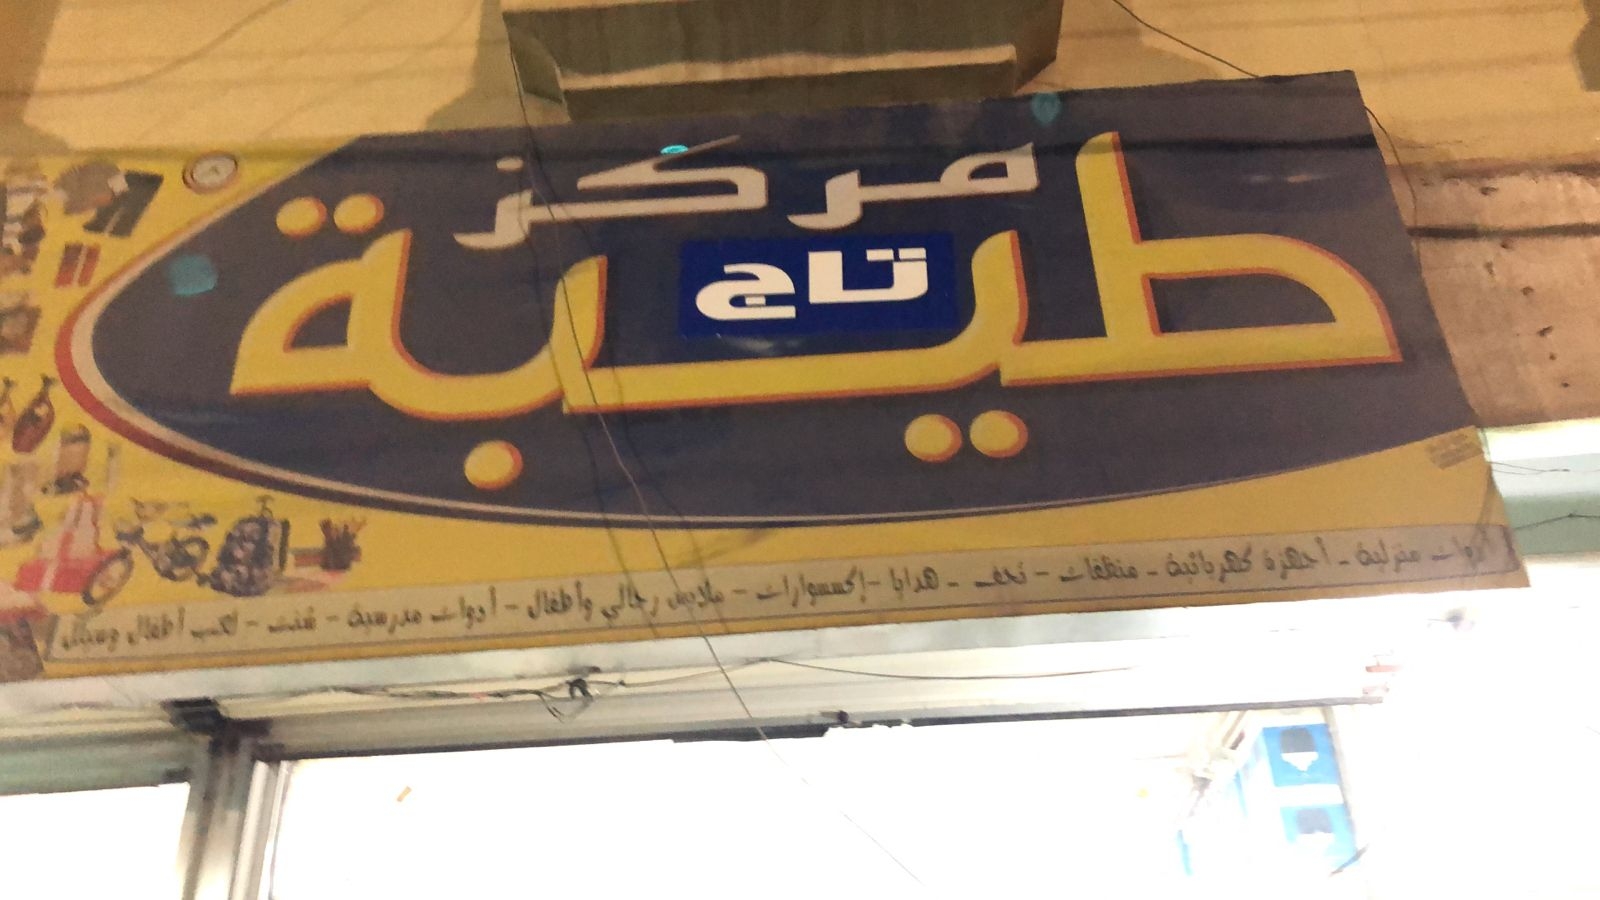 مركز
تاج
طيبة
أدوات منزلية - أجهزة كهربائية - منظفات - تحف - هدايا - إكسسوارات - ملابس رجالي وأطفال - أدوات مدرسية - شنط - لعب أطفال وسياكل